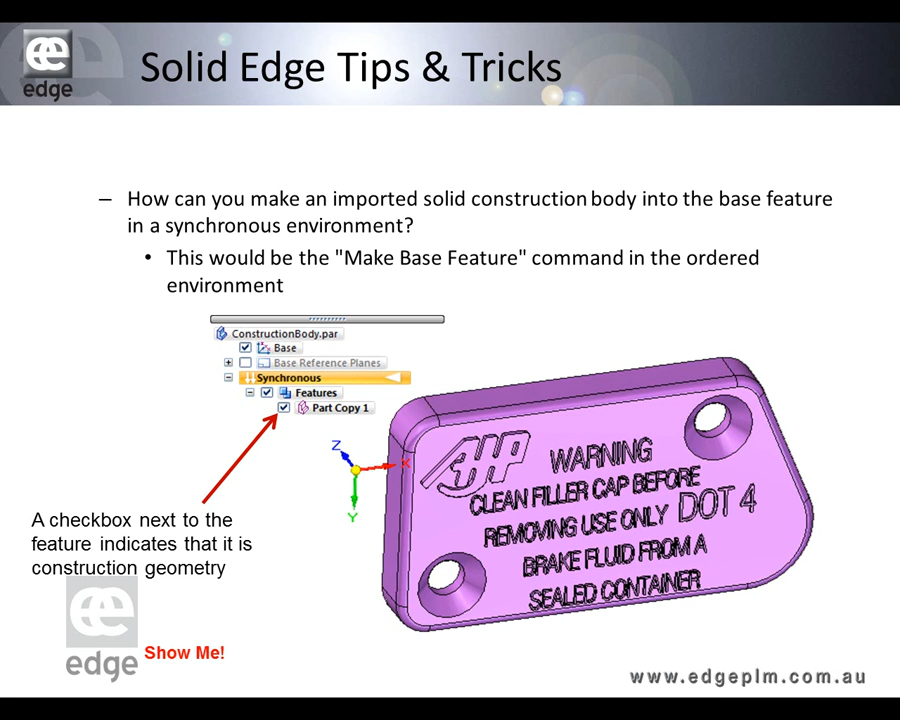 edge
Solid Edge Tips & Tricks
– How can you make an imported solid construction body into the base feature
in a synchronous environment?
• This would be the "Make Base Feature" command in the ordered
environment
ConstructionBody.par
Base
Base Reference Planes
Synchronous
Features
Part Copy 1
Z
X
Y
AJP
WARNING
CLEAN FILLER CAP BEFORE
REMOVING USE ONLY DOT 4
BRAKE FLUID FROM A
SEALED CONTAINER
A checkbox next to the
feature indicates that it is
construction geometry
edge
Show Me!
www.edgeplm.com.au